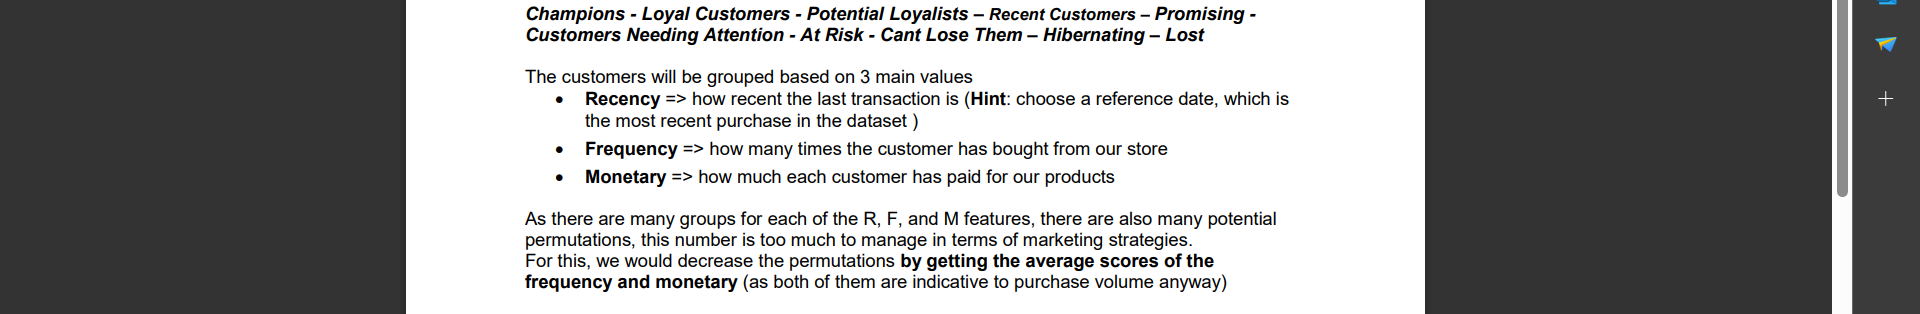 Champions - Loyal Customers - Potential Loyalists – Recent Customers – Promising -
Customers Needing Attention - At Risk - Cant Lose Them – Hibernating – Lost
The customers will be grouped based on 3 main values
• Recency => how recent the last transaction is (Hint: choose a reference date, which is
the most recent purchase in the dataset )
• Frequency => how many times the customer has bought from our store
• Monetary => how much each customer has paid for our products
As there are many groups for each of the R, F, and M features, there are also many potential
permutations, this number is too much to manage in terms of marketing strategies.
For this, we would decrease the permutations by getting the average scores of the
frequency and monetary (as both of them are indicative to purchase volume anyway)